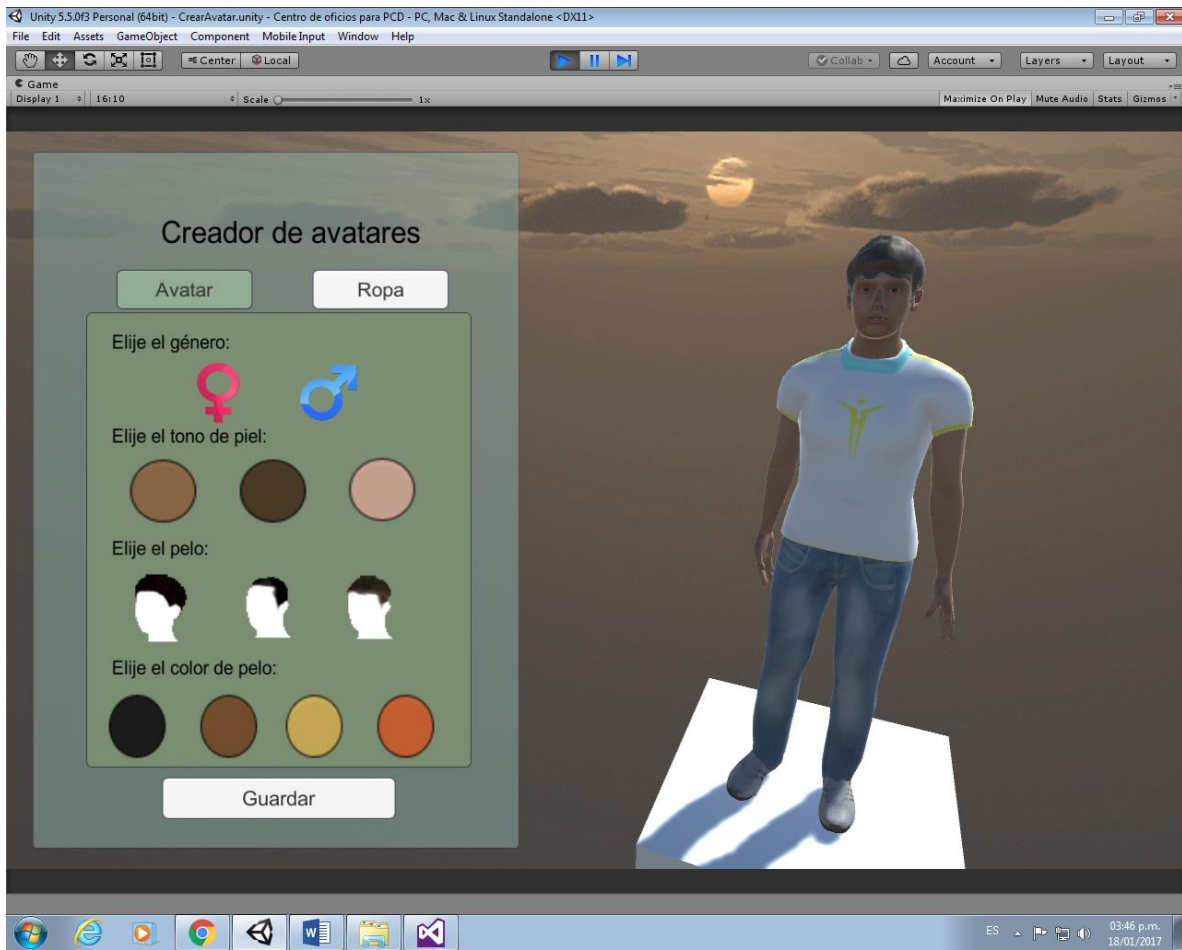 Unity 5.5.0f3 Personal (64bit) - CrearAvatar.unity - Centro de oficios para PCD - PC, Mac & Linux Standalone <DX11>
File Edit Assets GameObject Component Mobile Input Window Help
Center Local Collab Account Layers Layout
Game
Display 1 16:10 Scale 1x Maximize On Play Mute Audio Stats Gizmos
Creador de avatares
Avatar Ropa
Elije el género:
Elije el tono de piel:
Elije el pelo:
Elije el color de pelo:
Guardar
ES 03:46 p.m.
18/01/2017